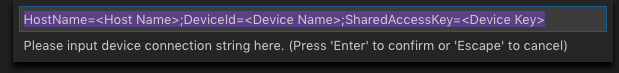 HostName=<Host Name>;DeviceId=<Device Name>;SharedAccessKey=<Device Key>
Please input device connection string here. (Press 'Enter' to confirm or 'Escape' to cancel)